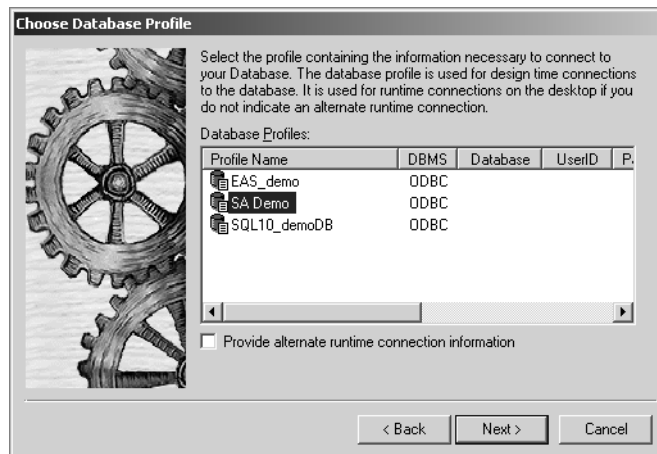 Choose Database Profile
Select the profile containing the information necessary to connect to
your Database. The database profile is used for design time connections
to the database. It is used for runtime connections on the desktop if you
do not indicate an alternate runtime connection.
Database Profiles:
Profile Name DBMS Database UserID P.
EAS_demo ODBC
SA Demo ODBC
SQL10_demoDB ODBC
Provide alternate runtime connection information
< Back Next > Cancel